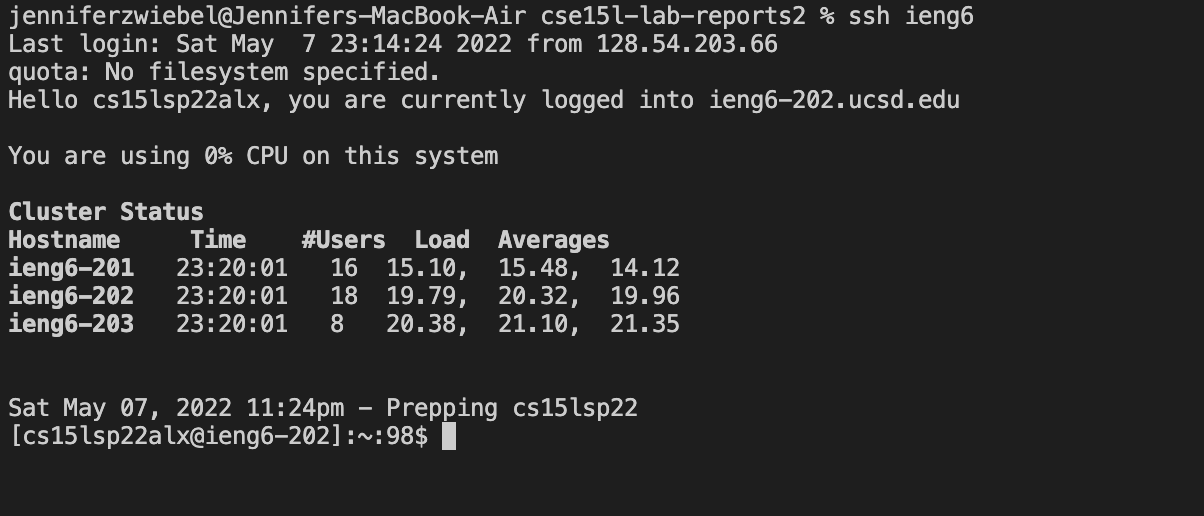 jenniferzwiebel@Jennifers-MacBook-Air cse15l-lab-reports2 % ssh ieng6
Last login: Sat May  7 23:14:24 2022 from 128.54.203.66
quota: No filesystem specified.
Hello cs15lsp22alx, you are currently logged into ieng6-202.ucsd.edu
You are using 0% CPU on this system
Cluster Status
Hostname     Time    #Users  Load  Averages
ieng6-201   23:20:01   16  15.10,  15.48,  14.12
ieng6-202   23:20:01   18  19.79,  20.32,  19.96
ieng6-203   23:20:01   8   20.38,  21.10,  21.35
Sat May 07, 2022 11:24pm - Prepping cs15lsp22
[cs15lsp22alx@ieng6-202]:~:98$